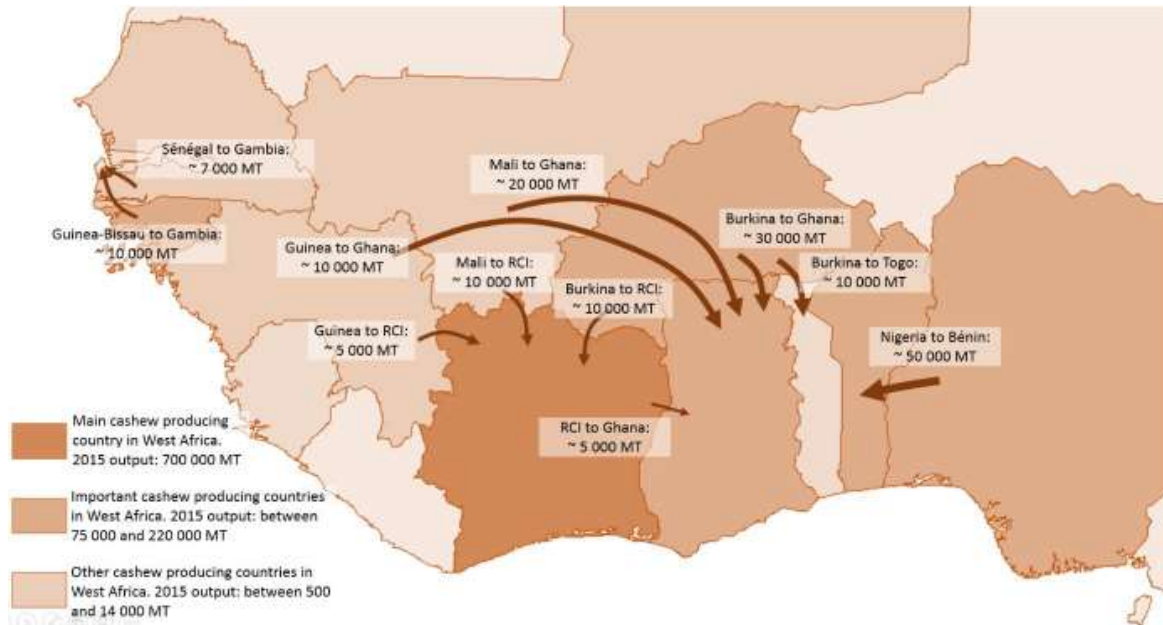 Sénégal to Gambia:
~ 7 000 MT
Mali to Ghana:
~ 20 000 MT
Guinea-Bissau to Gambia:
~ 10 000 MT
Guinea to Ghana:
~ 10 000 MT
Burkina to Ghana:
~ 30 000 MT
Mali to RCI:
~ 10 000 MT
Burkina to RCI:
~ 10 000 MT
Burkina to Togo:
~ 10 000 MT
Guinea to RCI:
~ 5 000 MT
Nigeria to Bénin:
~ 50 000 MT
RCI to Ghana:
~ 5 000 MT
Main cashew producing
country in West Africa.
2015 output: 700 000 MT
Important cashew producing countries
in West Africa. 2015 output: between
75 000 and 220 000 MT
Other cashew producing countries in
West Africa. 2015 output: between 500
and 14 000 MT